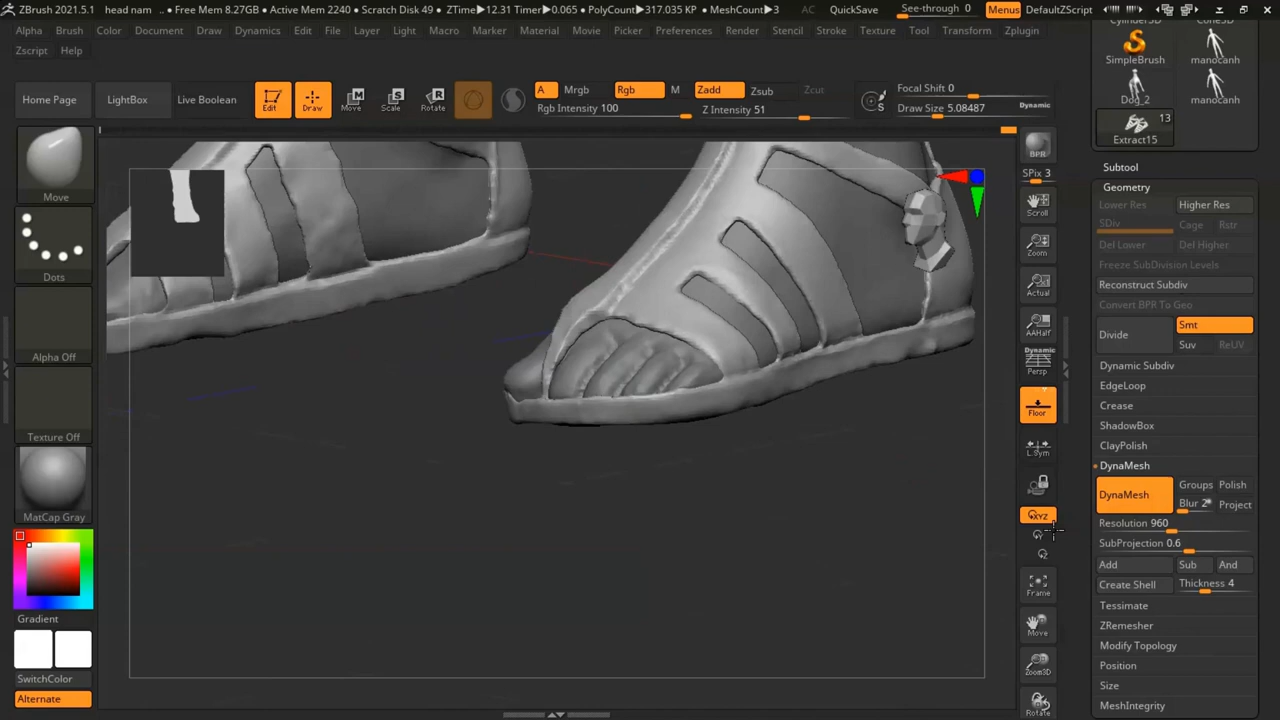 ZBrush 2021.5.1 head nam • Free Mem 8.27GB • Active Mem 2440 • Scratch Disk 49 • ZTime▶12.31 Timer▶0.065 • PolyCount▶317.035 KP • MeshCount▶3 AC QuickSave See-through 0 Menus DefaultZScript
Alpha Brush Color Document Draw Dynamics Edit File Layer Light Macro Marker Material Movie Picker Preferences Render Stencil Stroke Texture Tool Transform Zplugin
Zscript Help
Home Page LightBox Live Boolean Edit Draw Move Scale Rotate
A Mrgb Rgb M Zadd Zsub Zcut
Rgb Intensity 100 Z Intensity 51
S Focal Shift 0
Draw Size 5.08487 Dynamic
Move
Dots
Alpha Off
Texture Off
MatCap Gray
Gradient
SwitchColor
Alternate
BPR
SPix 3
Scroll
Zoom
Actual
AAHalf
Dynamic
Persp
Floor
L.Sym
XYZ
Y
Z
Frame
Move
Zoom3D
Rotate
Cylinder3D Cone3D
SimpleBrush manocanh
Dog_2 manocanh
13
Extract15
Subtool
Geometry
Lower Res Higher Res
SDiv Cage Rstr
Del Lower Del Higher
Freeze SubDivision Levels
Reconstruct Subdiv
Convert BPR To Geo
Divide Smt
Suv ReUV
Dynamic Subdiv
EdgeLoop
Crease
ShadowBox
ClayPolish
DynaMesh
DynaMesh Groups Polish
Blur 2 Project
Resolution 960
SubProjection 0.6
Add Sub And
Create Shell Thickness 4
Tessimate
ZRemesher
Modify Topology
Position
Size
MeshIntegrity